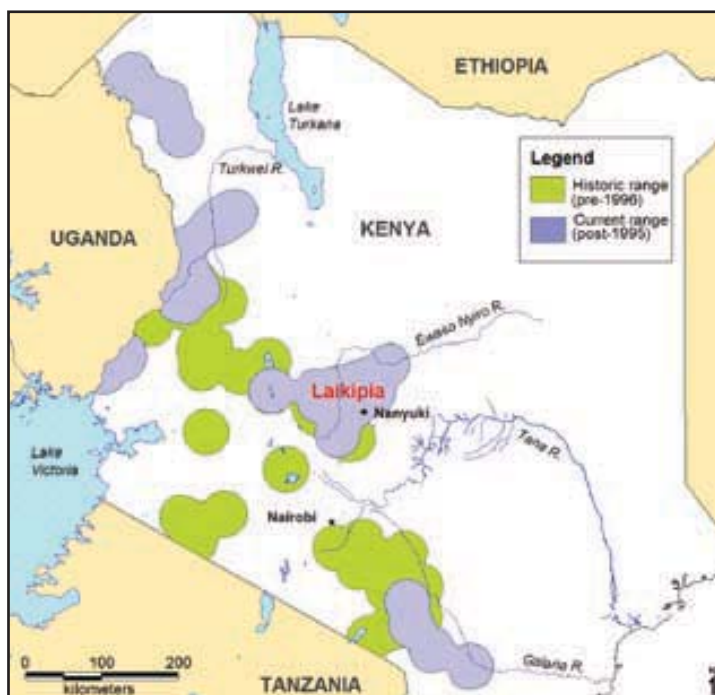 ETHIOPIA
Lake
Turkana
Turkwel R.
Legend
Historic range
(pre-1996)
Current range
(post-1995)
UGANDA
KENYA
Ewaso Nyiro R.
Laikipia
Nanyuki
Tana R.
Lake
Victoria
Nairobi
Galana R.
0 100 200
kilometers
TANZANIA